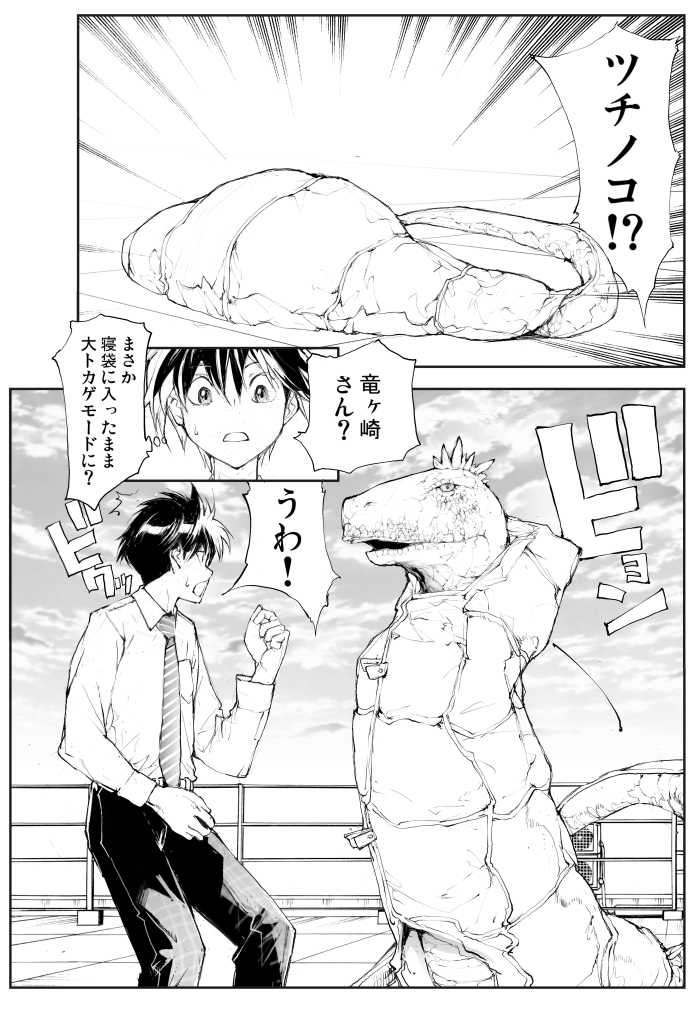 ツチノコ!?
竜ヶ崎
さん?
まさか
寝袋に入ったまま
大トカゲモードに?
ビョン
うわ!
ビクッ